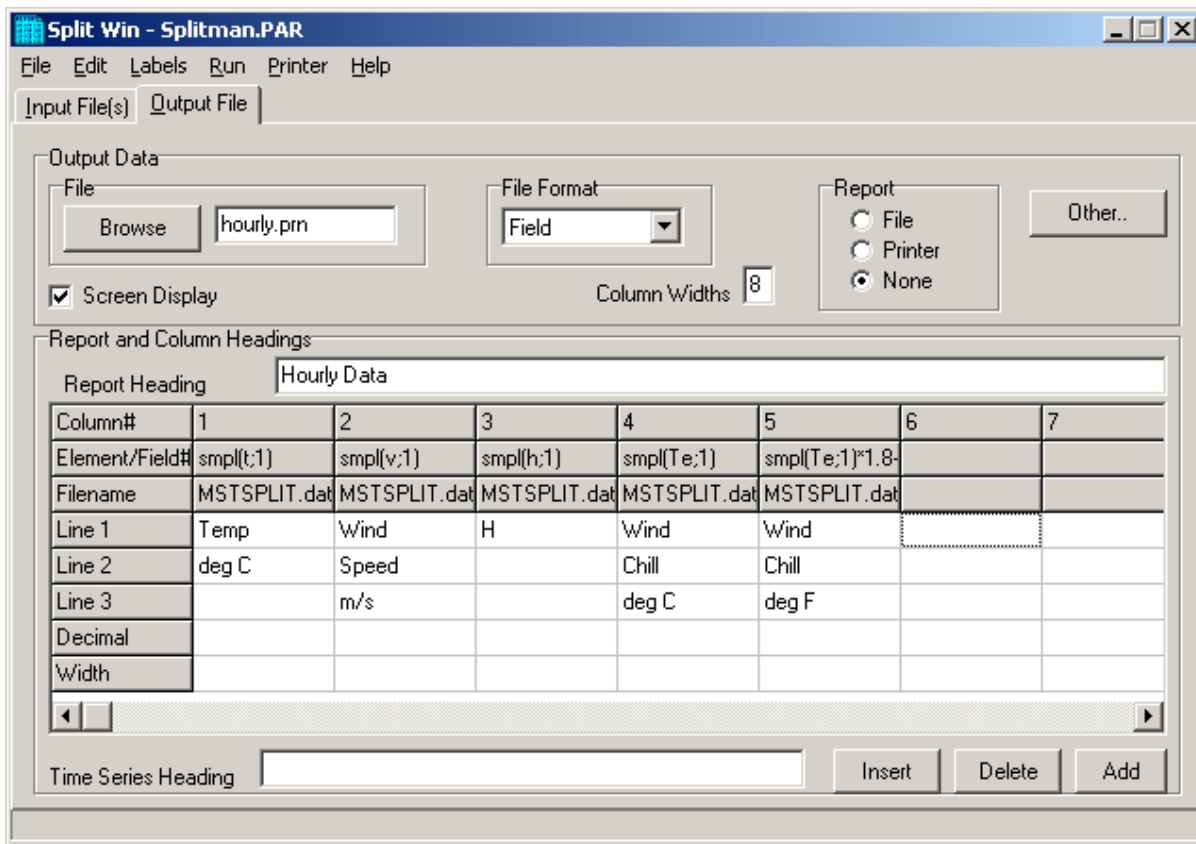 Split Win - Splitman.PAR
File Edit Labels Run Printer Help
Input File(s) Output File
Output Data
File File Format Report
Browse hourly.prn Field File Other..
Printer
Screen Display Column Widths 8 None
Report and Column Headings
Report Heading Hourly Data
Column# 1 2 3 4 5 6 7
Element/Field# smpl(t;1) smpl(v;1) smpl(h;1) smpl(Te;1) smpl(Te;1)*1.8-
Filename MSTSPLIT.dat MSTSPLIT.dat MSTSPLIT.dat MSTSPLIT.dat MSTSPLIT.dat
Line 1 Temp Wind H Wind Wind
Line 2 deg C Speed Chill Chill
Line 3 m/s deg C deg F
Decimal
Width
Time Series Heading Insert Delete Add